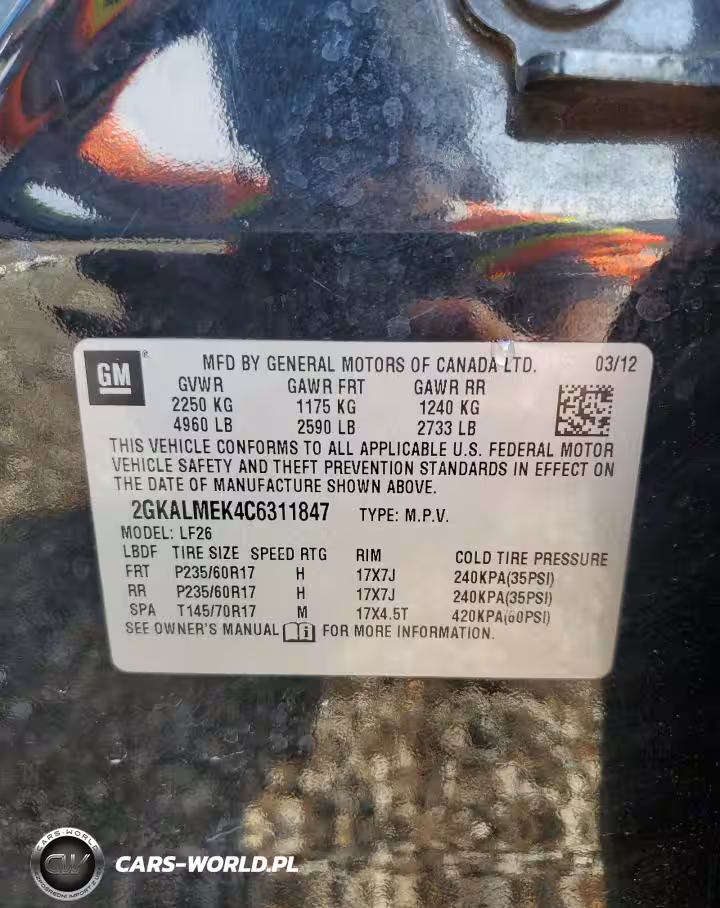 GM
MFD BY GENERAL MOTORS OF CANADA LTD. 03/12
GVWR GAWR FRT GAWR RR
2250 KG 1175 KG 1240 KG
4960 LB 2590 LB 2733 LB
THIS VEHICLE CONFORMS TO ALL APPLICABLE U.S. FEDERAL MOTOR
VEHICLE SAFETY AND THEFT PREVENTION STANDARDS IN EFFECT ON
THE DATE OF MANUFACTURE SHOWN ABOVE.
2GKALMEK4C6311847 TYPE: M.P.V.
MODEL: LF26
LBDF TIRE SIZE SPEED RTG RIM COLD TIRE PRESSURE
FRT P235/60R17 H 17X7J 240KPA(35PSI)
RR P235/60R17 H 17X7J 240KPA(35PSI)
SPA T145/70R17 M 17X4.5T 420KPA(60PSI)
SEE OWNER'S MANUAL FOR MORE INFORMATION.
CARS-WORLD
CW
CARS-WORLD.PL